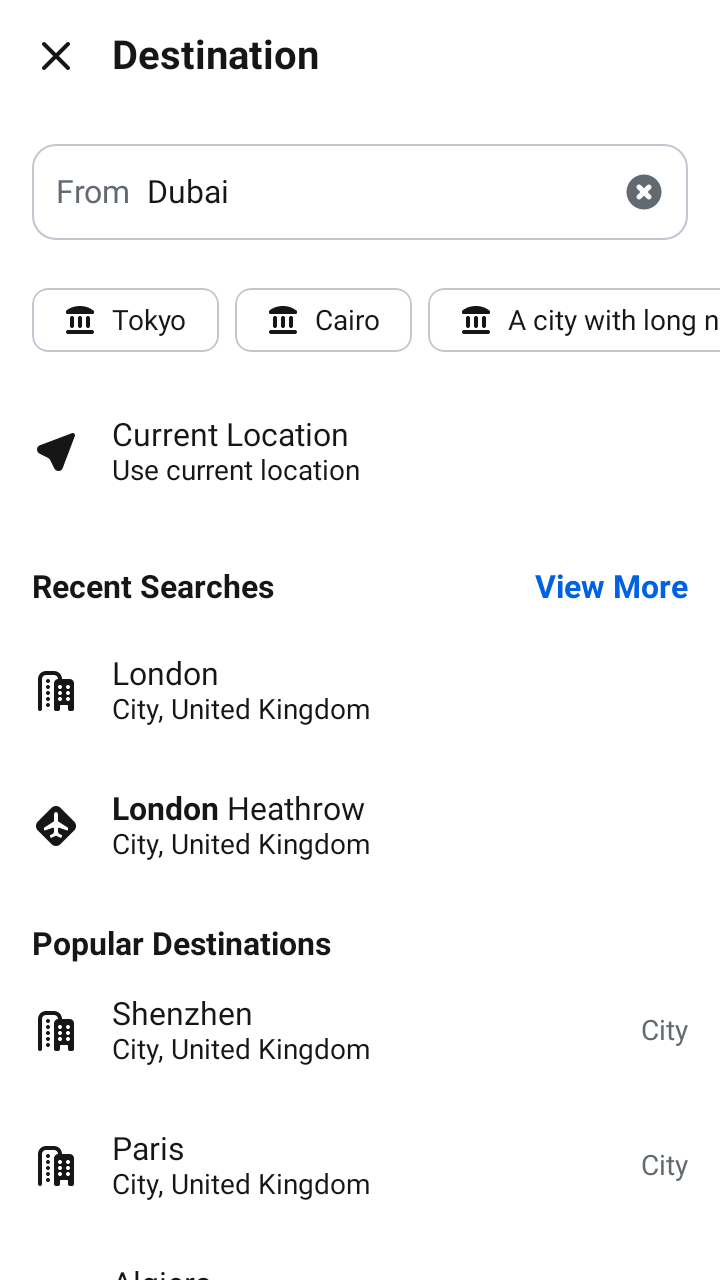 Destination
From Dubai
Tokyo Cairo A city with long n
Current Location
Use current location
Recent Searches View More
London
City, United Kingdom
London Heathrow
City, United Kingdom
Popular Destinations
Shenzhen
City, United Kingdom
City
Paris
City, United Kingdom
City